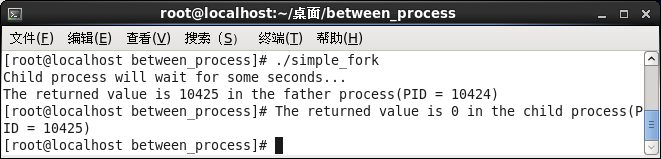 root@localhost:~/桌面/between_process
文件(F) 编辑(E) 查看(V) 搜索 (S) 终端(T) 帮助(H)
[root@localhost between_process]# ./simple_fork
Child process will wait for some seconds...
The returned value is 10425 in the father process(PID = 10424)
[root@localhost between_process]# The returned value is 0 in the child process(P
ID = 10425)
[root@localhost between_process]#